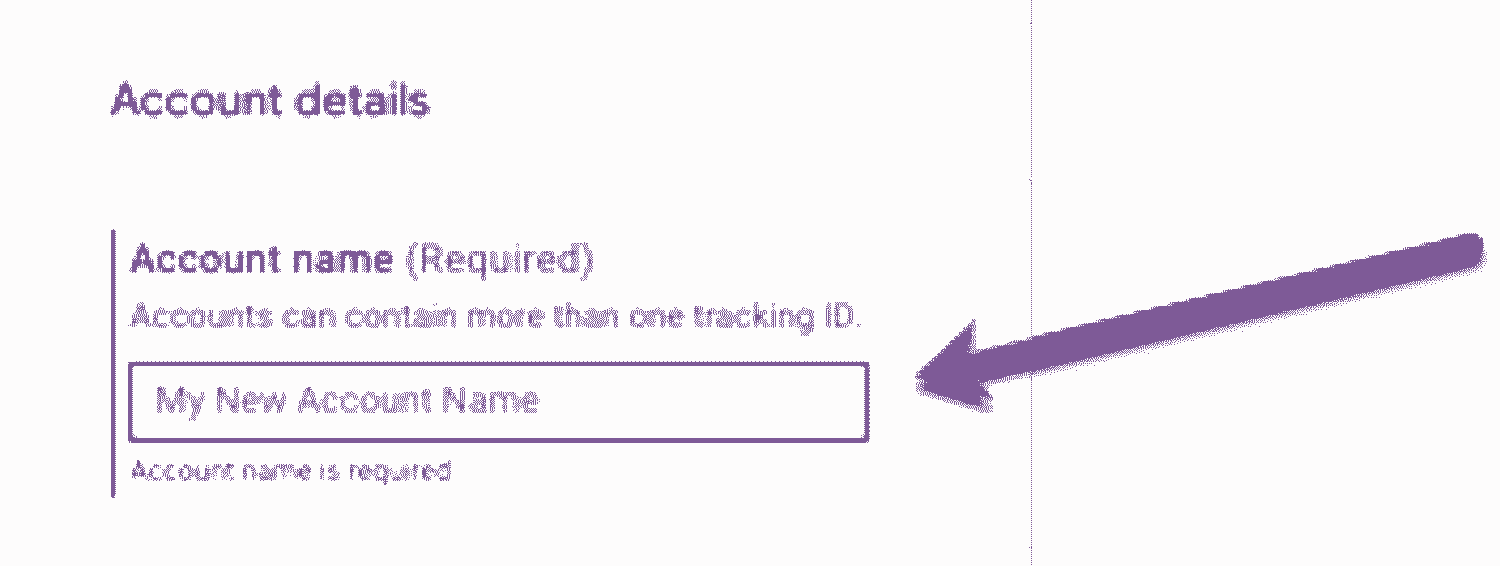 Account details
Account name (Required)
Accounts can contain more than one tracking ID.
My New Account Name
Account name is required